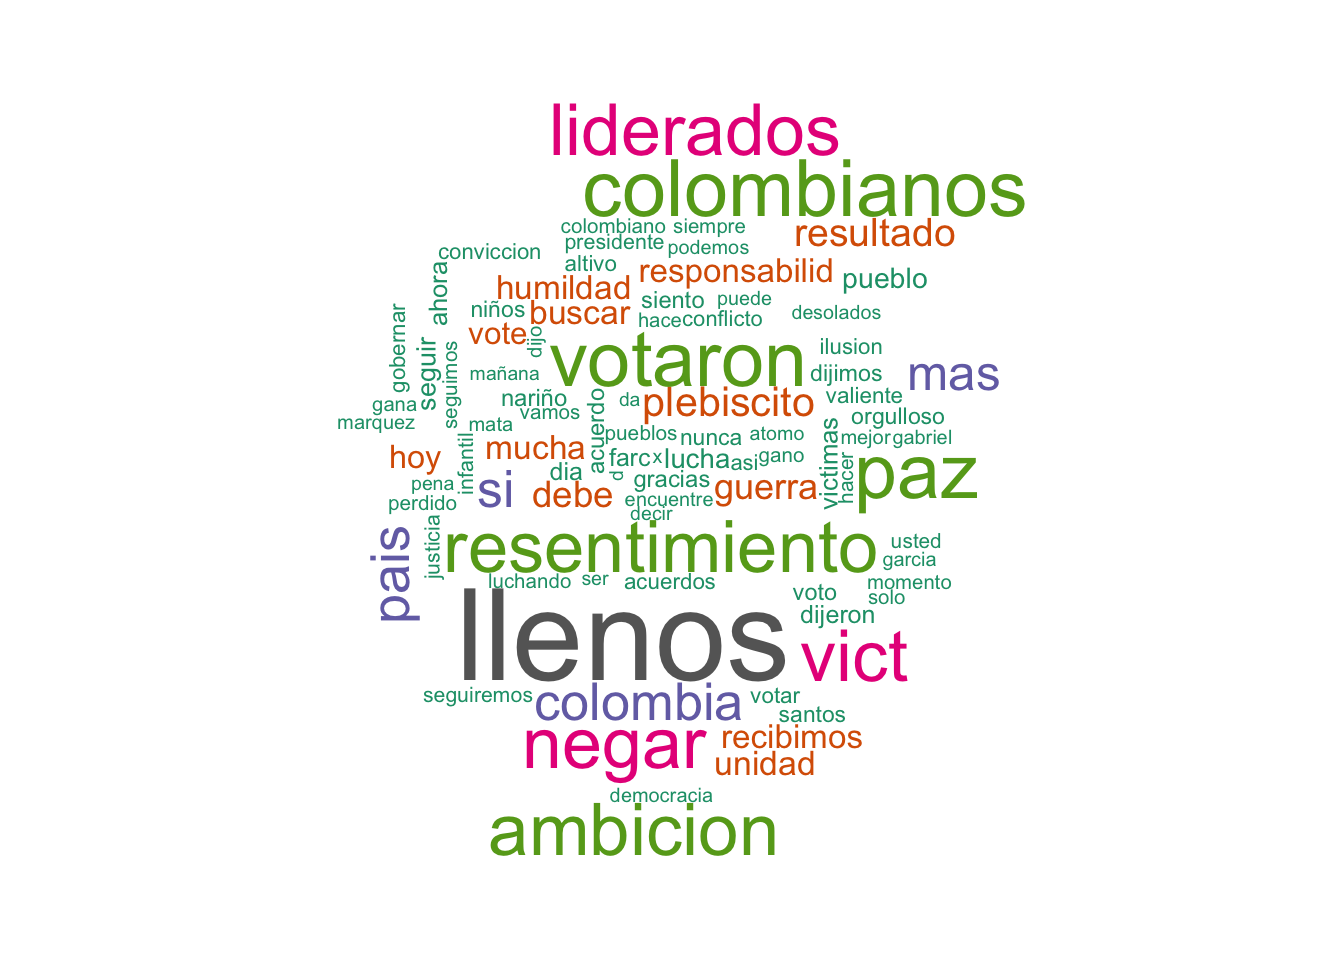 liderados
colombianos
colombiano siempre
resultado
presidente podemos
conviccion
altivo
responsabilid
pueblo
ahora
humildad
siento puede
niños
buscar
haceconflicto
desolados
gobernar
vote
dijo
votaron
ilusion
seguir
seguimos
mañana
dijimos
mas
nariño
da
plebiscito
valiente
gana
vamos
acuerdo
orgulloso
marquez
mata
pueblos
nunca
atomo
victimas
mejor gabriel
hoy
infantil
mucha
farc x lucha asi gano
paz
dia
d
gracias
hacer
pena
si
debe
encuentre
guerra
perdido
decir
pais
justicia
resentimiento
usted
garcia
luchando ser acuerdos
momento
voto
solo
llenos
dijeron
vict
seguiremos
colombia
votar
santos
negar
recibimos
unidad
democracia
ambicion